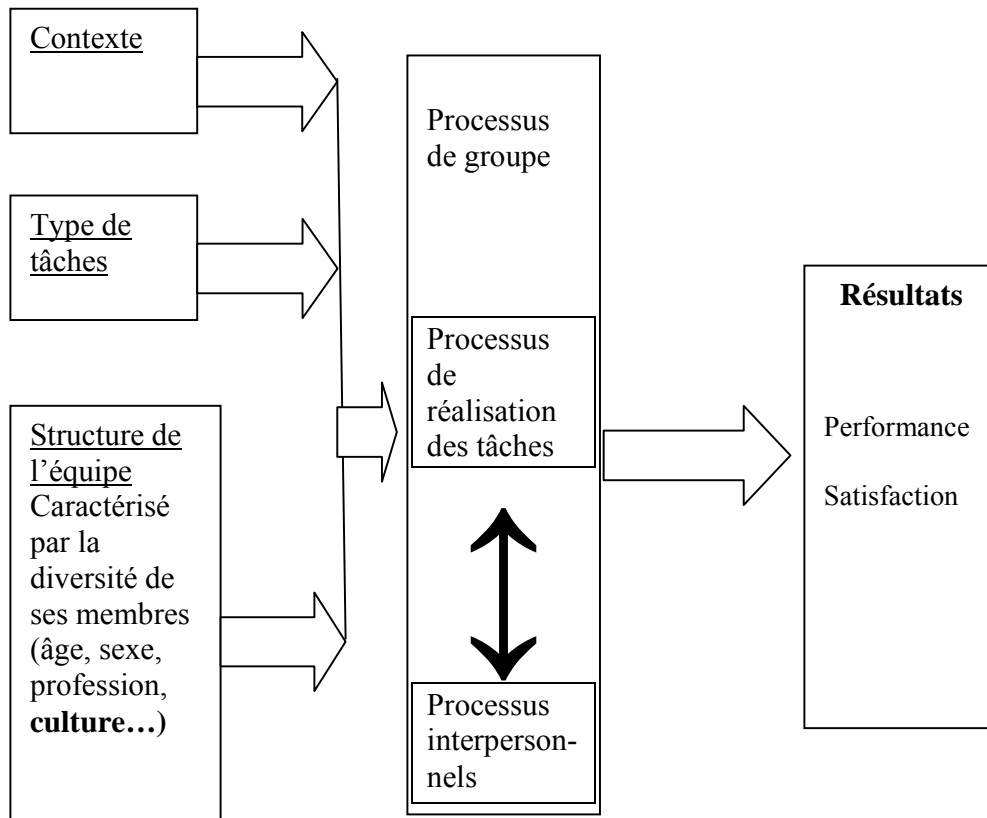 Contexte
Type de
tâches
Structure de
l’équipe
Caractérisé
par la
diversité de
ses membres
(âge, sexe,
profession,
culture…)
Processus
de groupe
Processus
de
réalisation
des tâches
Processus
interperson-
nels
Résultats
Performance
Satisfaction